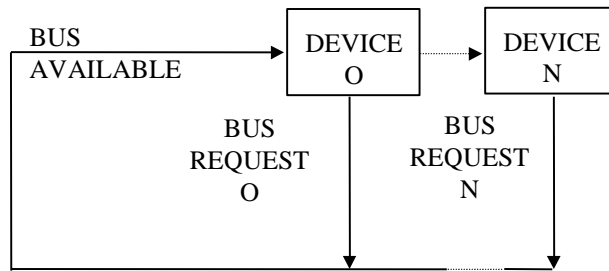 BUS
AVAILABLE
DEVICE
O
DEVICE
N
BUS
REQUEST
O
BUS
REQUEST
N